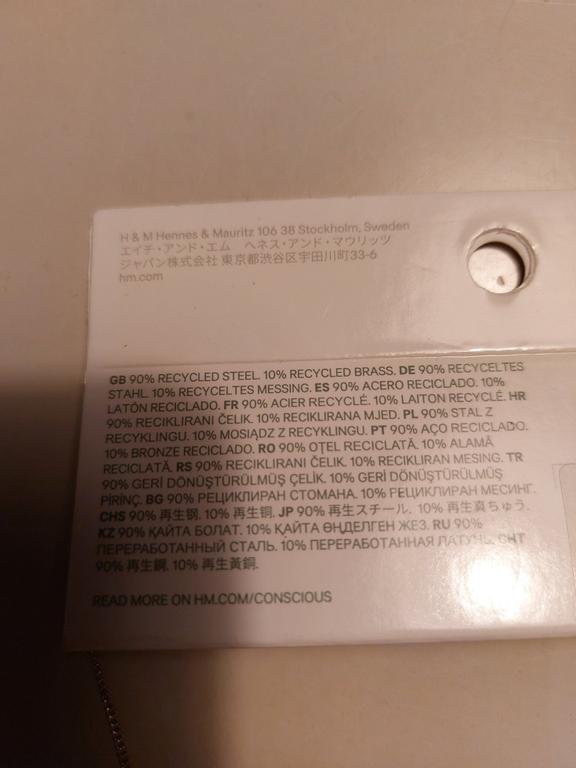 H & M Hennes & Mauritz 106 38 Stockholm, Sweden
エイチ・アンド・エム ヘネス・アンド・マウリッツ
ジャパン株式会社 東京都渋谷区宇田川町33-6
hm.com
GB 90% RECYCLED STEEL. 10% RECYCLED BRASS. DE 90% RECYCELTES
STAHL. 10% RECYCELTES MESSING. ES 90% ACERO RECICLADO. 10%
LATÓN RECICLADO. FR 90% ACIER RECYCLÉ. 10% LAITON RECYCLÉ. HR
90% RECIKLIRANI ČELIK. 10% RECIKLIRANA MJED. PL 90% STAL Z
RECYKLINGU. 10% MOSIĄDZ Z RECYKLINGU. PT 90% AÇO RECICLADO.
10% BRONZE RECICLADO. RO 90% OȚEL RECICLATĂ. 10% ALAMĂ
RECICLATĂ. RS 90% RECIKLIRANI ČELIK. 10% RECIKLIRAN MESING. TR
90% GERİ DÖNÜŞTÜRÜLMÜŞ ÇELİK. 10% GERİ DÖNÜŞTÜRÜLMÜŞ
PİRİNÇ. BG 90% РЕЦИКЛИРАН СТОМАНА. 10% РЕЦИКЛИРАН МЕСИНГ.
CHS 90% 再生钢. 10% 再生铜. JP 90% 再生スチール. 10% 再生真ちゅう.
KZ 90% ҚАЙТА БОЛАТ. 10% ҚАЙТА ӨҢДЕЛГЕН ЖЕЗ. RU 90%
ПЕРЕРАБОТАННЫЙ СТАЛЬ. 10% ПЕРЕРАБОТАННАЯ ЛАТУНЬ. CHT
90% 再生鋼. 10% 再生黃銅.
READ MORE ON HM.COM/CONSCIOUS